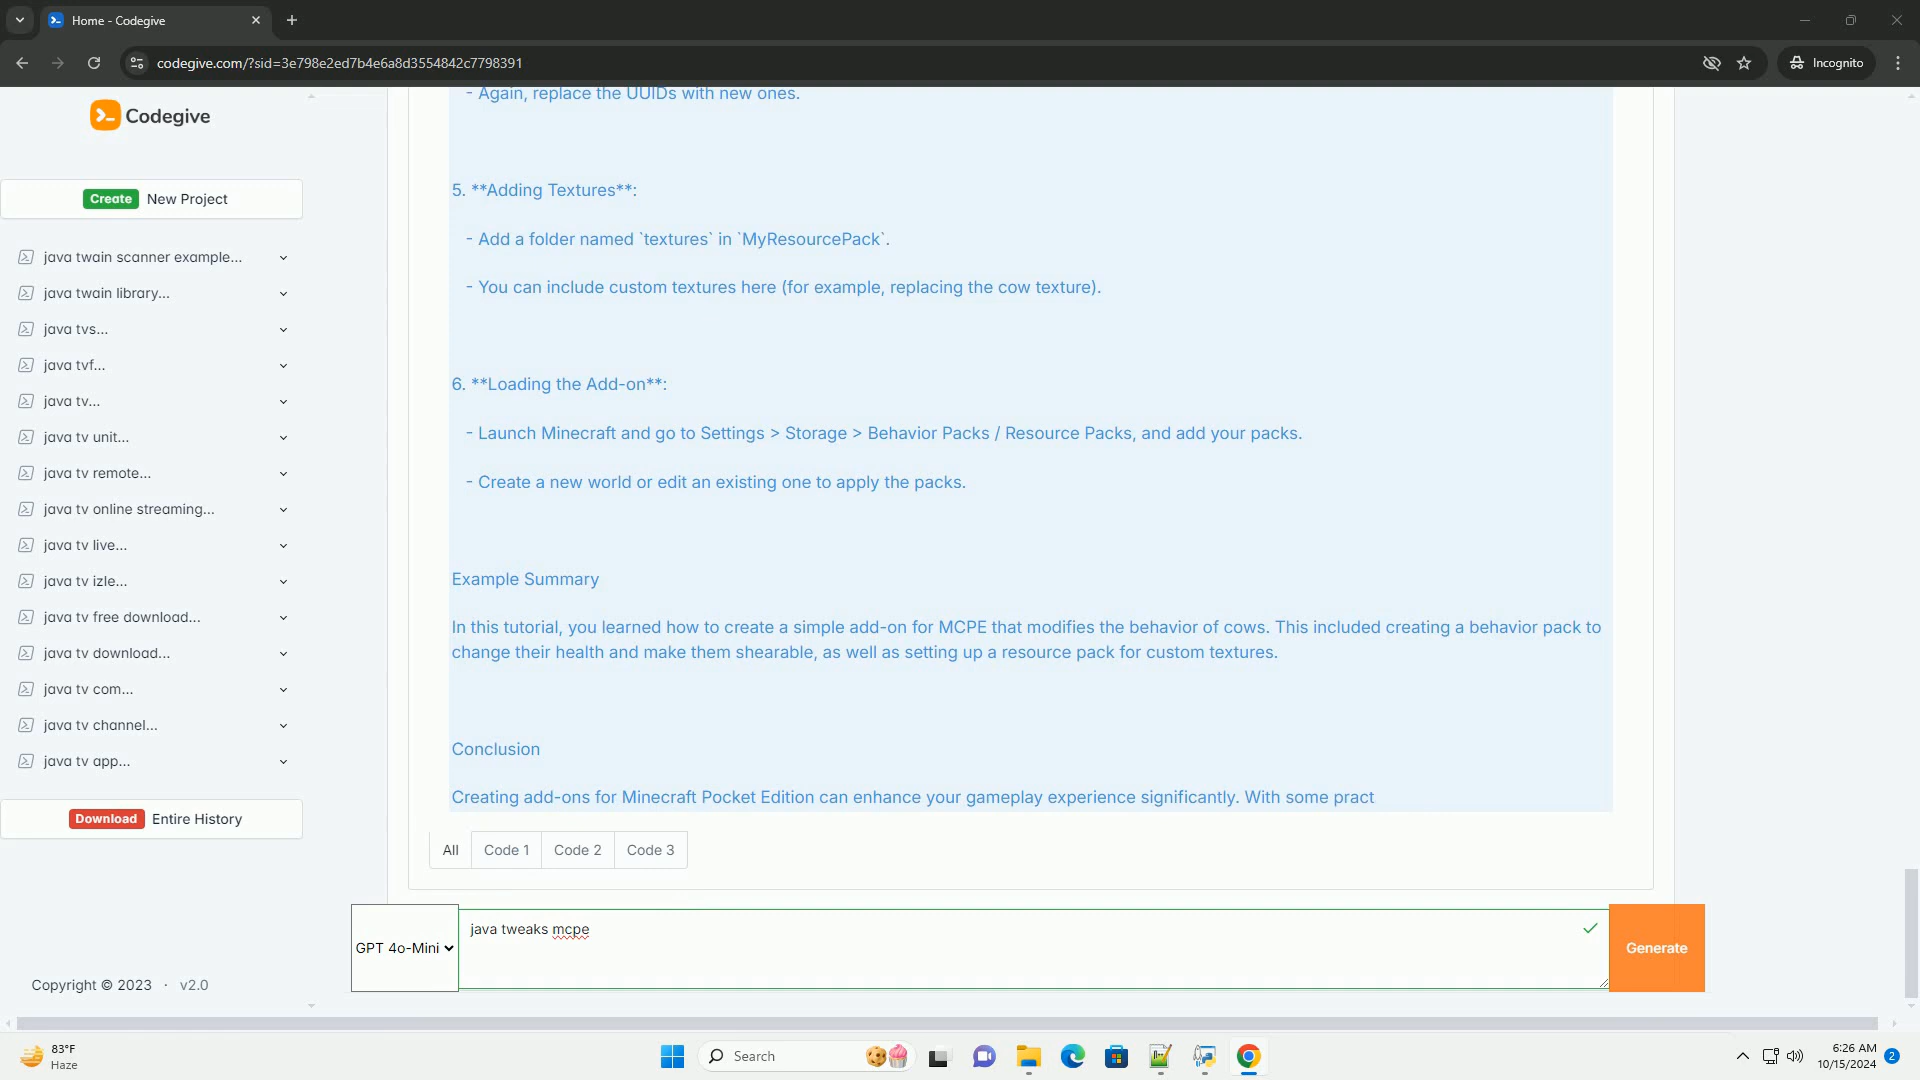 Home - Codegive
codegive.com/?sid=3e798e2ed7b4e6a8d3554842c7798391
Incognito
Codegive
Create New Project
java twain scanner example...
java twain library...
java tvs...
java tvf...
java tv...
java tv unit...
java tv remote...
java tv online streaming...
java tv live...
java tv izle...
java tv free download...
java tv download...
java tv com...
java tv channel...
java tv app...
Download Entire History
Copyright © 2023 · v2.0
- Again, replace the UUIDs with new ones.
5. **Adding Textures**:
- Add a folder named `textures` in `MyResourcePack`.
- You can include custom textures here (for example, replacing the cow texture).
6. **Loading the Add-on**:
- Launch Minecraft and go to Settings > Storage > Behavior Packs / Resource Packs, and add your packs.
- Create a new world or edit an existing one to apply the packs.
Example Summary
In this tutorial, you learned how to create a simple add-on for MCPE that modifies the behavior of cows. This included creating a behavior pack to
change their health and make them shearable, as well as setting up a resource pack for custom textures.
Conclusion
Creating add-ons for Minecraft Pocket Edition can enhance your gameplay experience significantly. With some pract
All Code 1 Code 2 Code 3
GPT 4o-Mini
java tweaks mcpe
Generate
83°F
Haze
Search
6:26 AM
10/15/2024
2